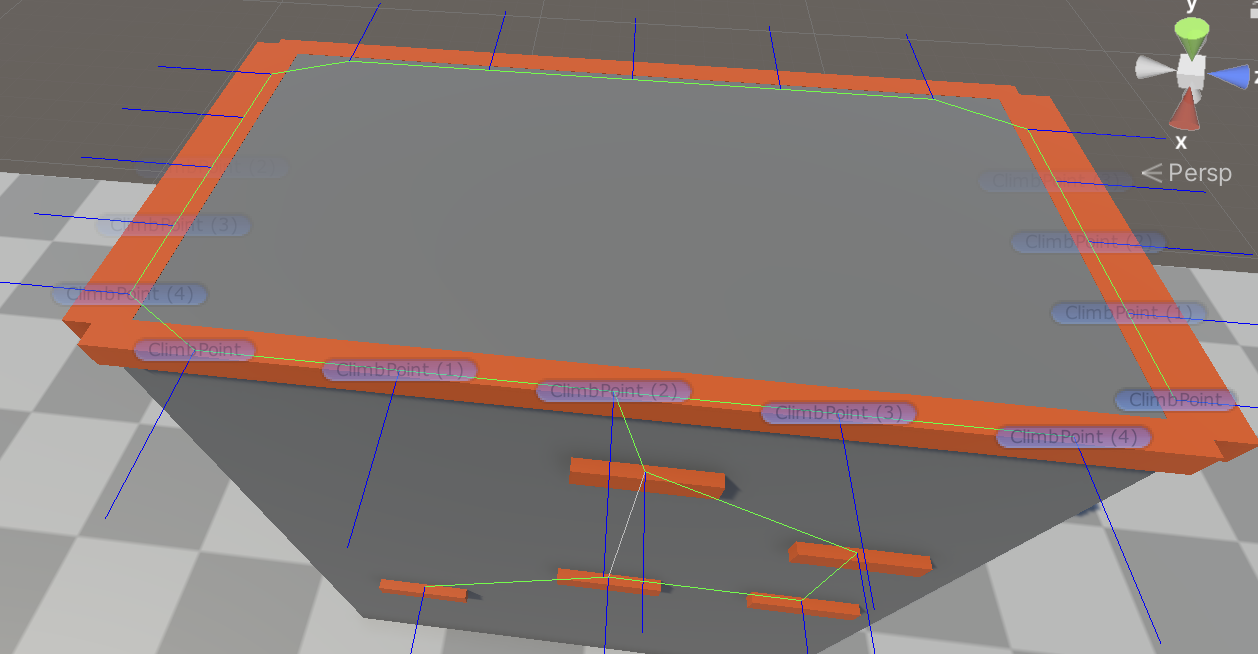 y
z
x
< Persp
ClimbPoint (3)
ClimbPoint (2)
ClimbPoint (4)
ClimbPoint (1)
ClimbPoint
ClimbPoint (1)
ClimbPoint (2)
ClimbPoint (3)
ClimbPoint
ClimbPoint (4)